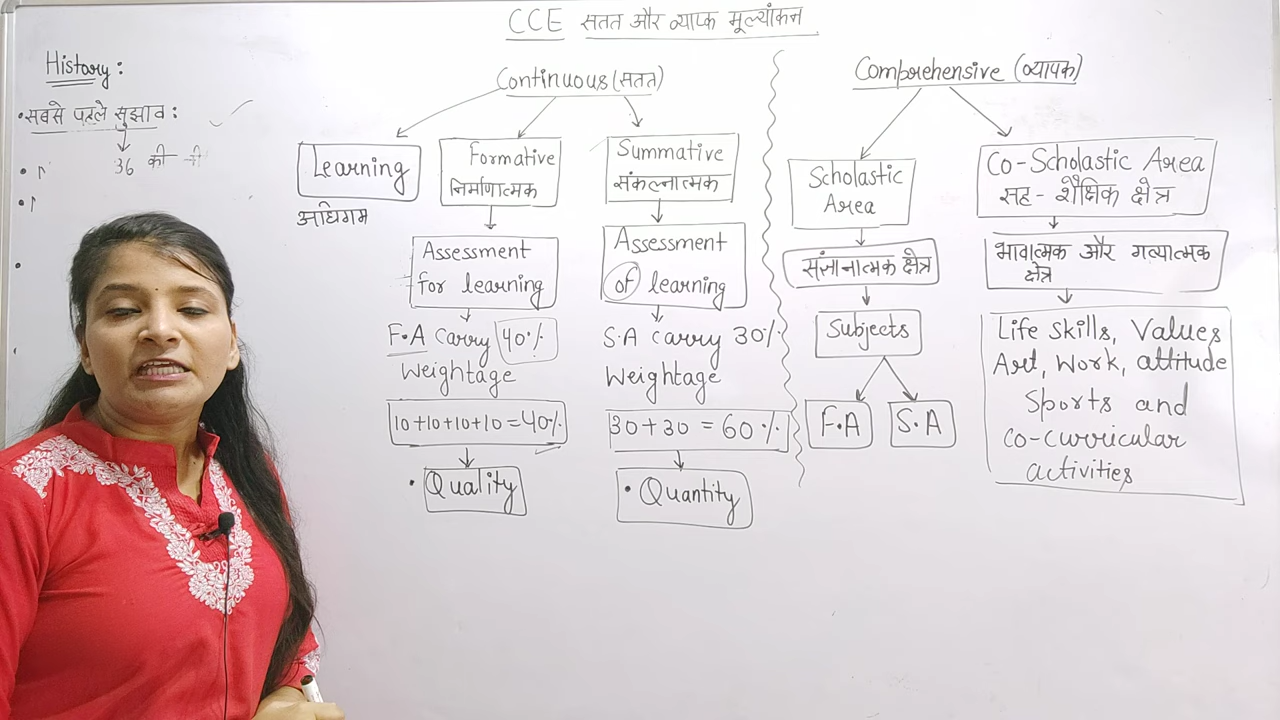 CCE सतत और व्यापक मूल्यांकन
History:
•सबसे पहले सुझाव:
36 की
Continuous (सतत)
Learning
अधिगम
Formative
निर्माणात्मक
Assessment
for learning
F.A carry 40%
Weightage
10+10+10+10=40%
• Quality
Summative
संकल्नात्मक
Assessment
of learning
S.A carry 30%
Weightage
30+30 = 60%
• Quantity
Comprehensive (व्यापक)
Scholastic
Area
संज्ञानात्मक क्षेत्र
Subjects
F.A
S.A
Co-Scholastic Area
सह-शैक्षिक क्षेत्र
भावात्मक और गत्यात्मक
क्षेत्र
Life skills, Values
Art, Work, attitude
Sports and
co-curricular
activities